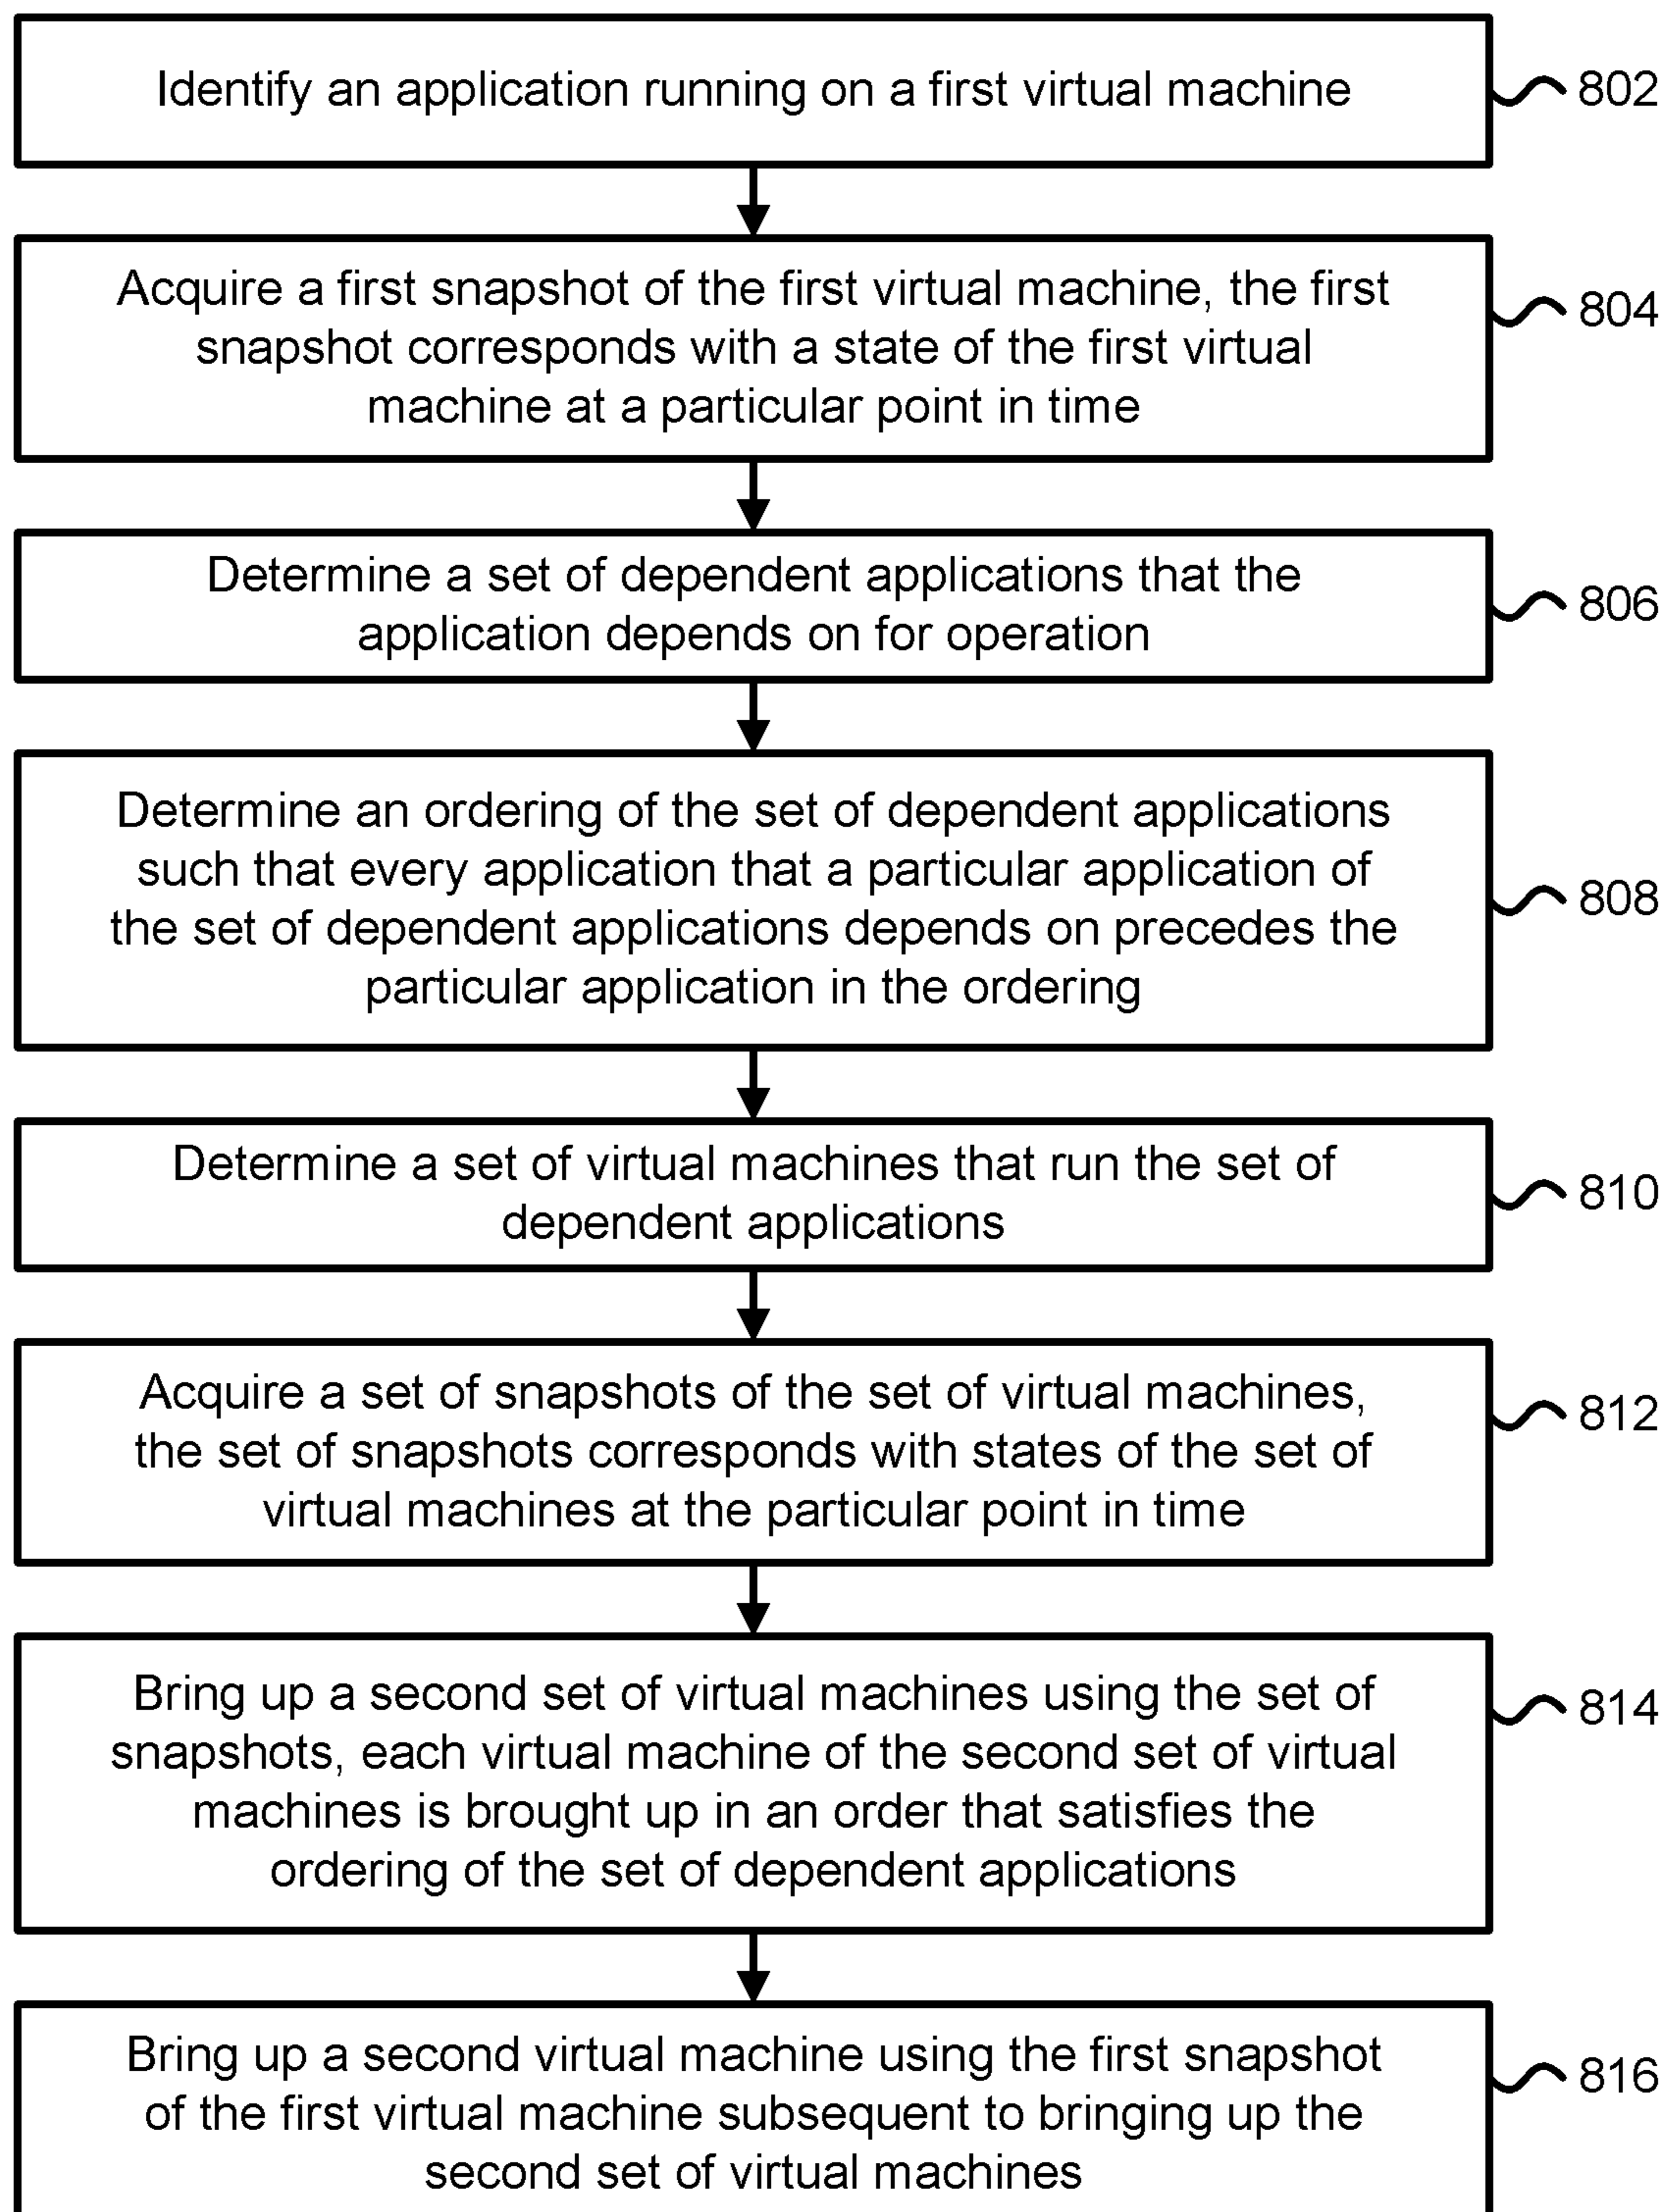 Identify an application running on a first virtual machine
802
Acquire a first snapshot of the first virtual machine, the first
snapshot corresponds with a state of the first virtual
machine at a particular point in time
804
Determine a set of dependent applications that the
application depends on for operation
806
Determine an ordering of the set of dependent applications
such that every application that a particular application of
the set of dependent applications depends on precedes the
particular application in the ordering
808
Determine a set of virtual machines that run the set of
dependent applications
810
Acquire a set of snapshots of the set of virtual machines,
the set of snapshots corresponds with states of the set of
virtual machines at the particular point in time
812
Bring up a second set of virtual machines using the set of
snapshots, each virtual machine of the second set of virtual
machines is brought up in an order that satisfies the
ordering of the set of dependent applications
814
Bring up a second virtual machine using the first snapshot
of the first virtual machine subsequent to bringing up the
second set of virtual machines
816